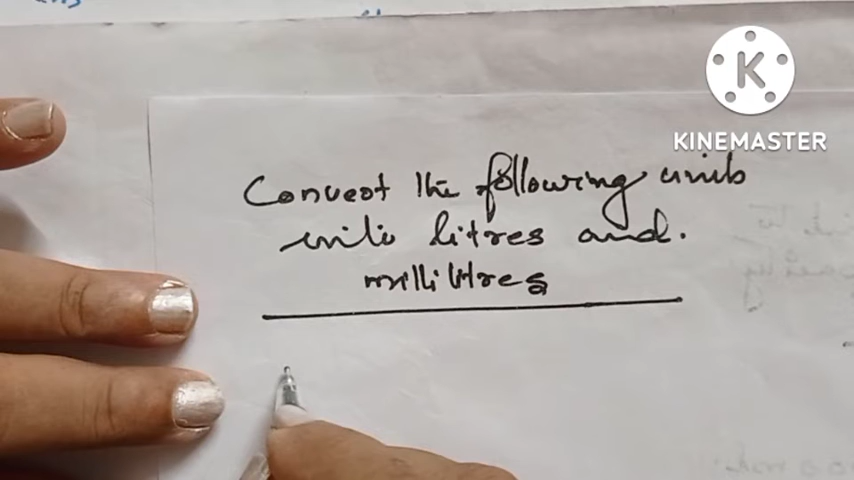 KINEMASTER
Convert the following units
into litres and.
millilitres